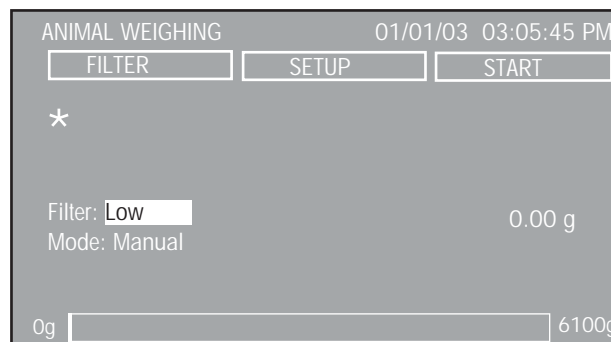 ANIMAL WEIGHING 01/01/03 03:05:45 PM
FILTER SETUP START
*
Filter: Low 0.00 g
Mode: Manual
0g 6100g